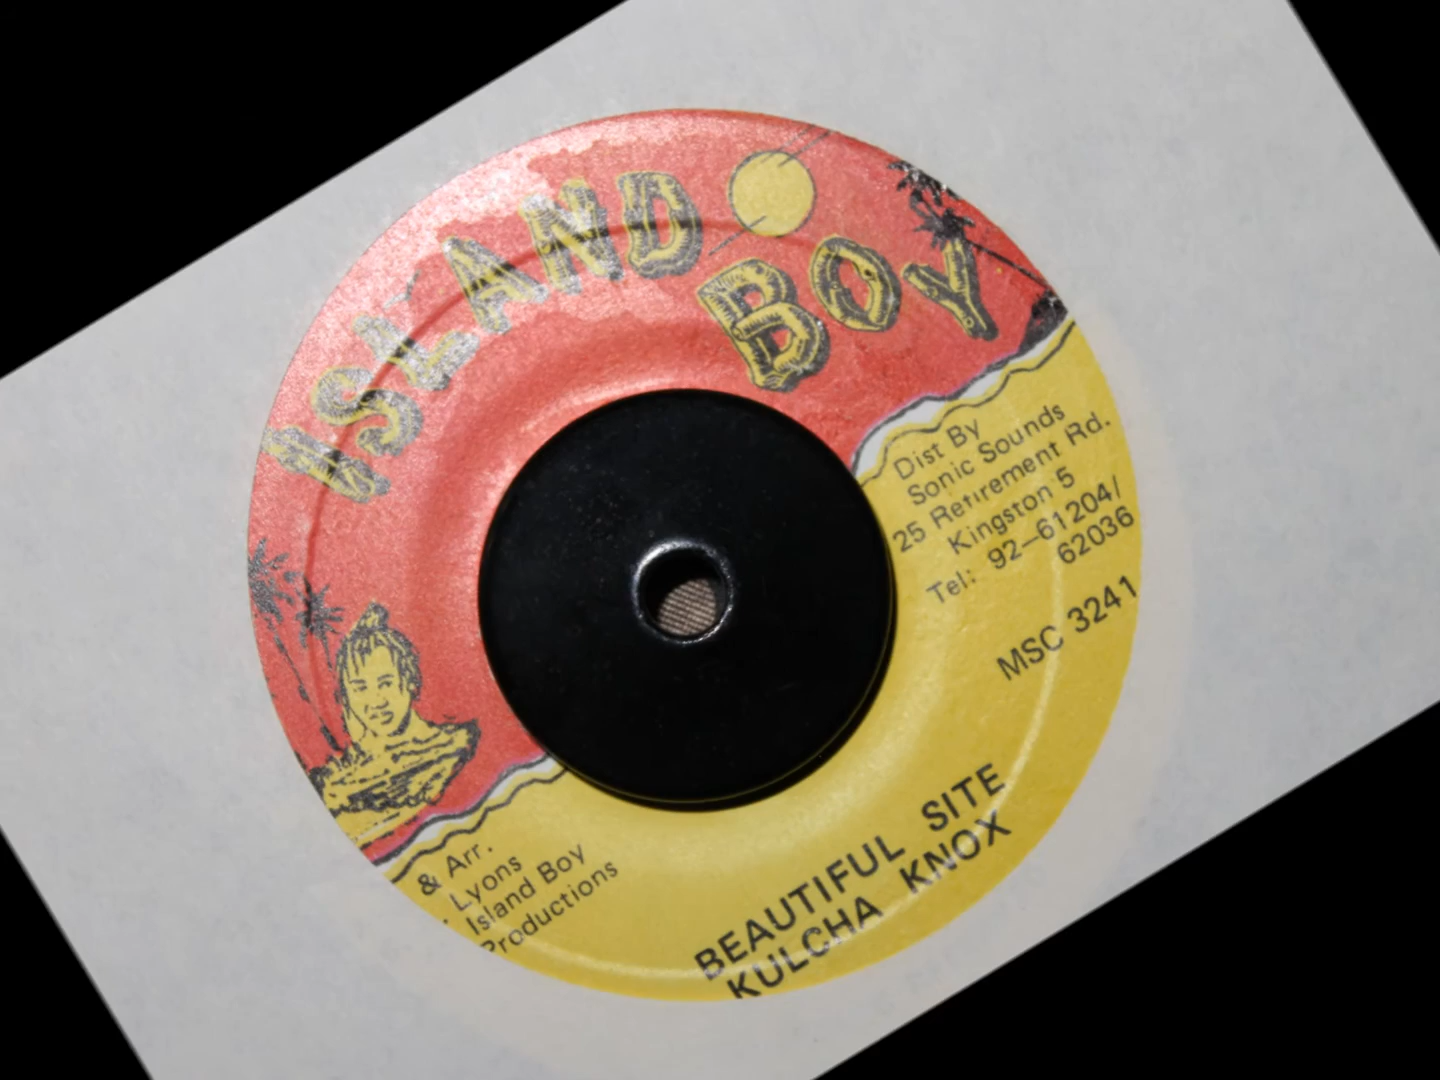 ISLAND
BOY
Dist By
Sonic Sounds
25 Retirement Rd.
Kingston 5
Tel: 92-61204/
62036
MSC 3241
& Arr.
. Lyons
Island Boy
Productions
BEAUTIFUL SITE
KULCHA KNOX